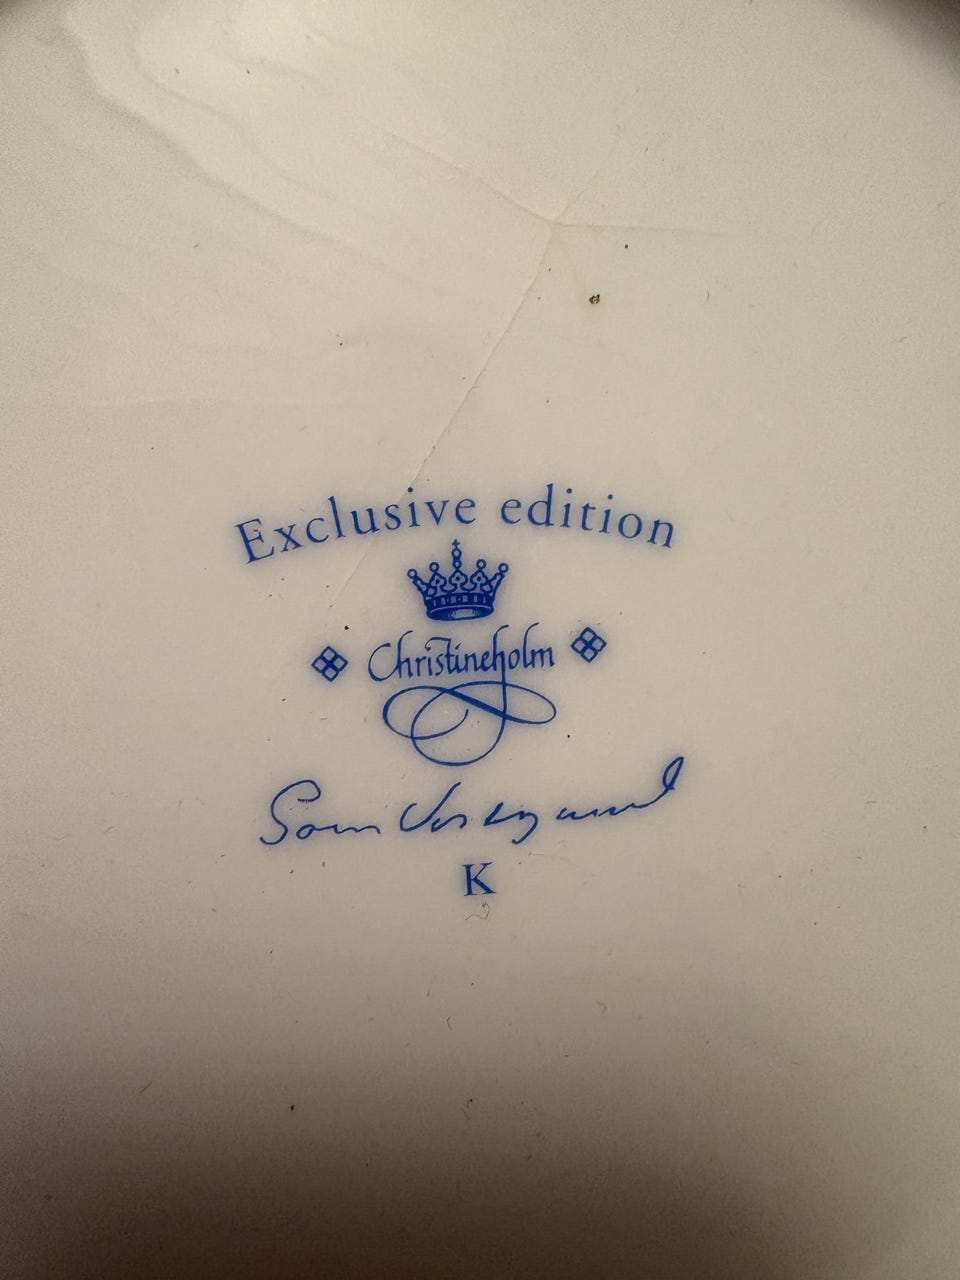 Exclusive edition
Christineholm
K